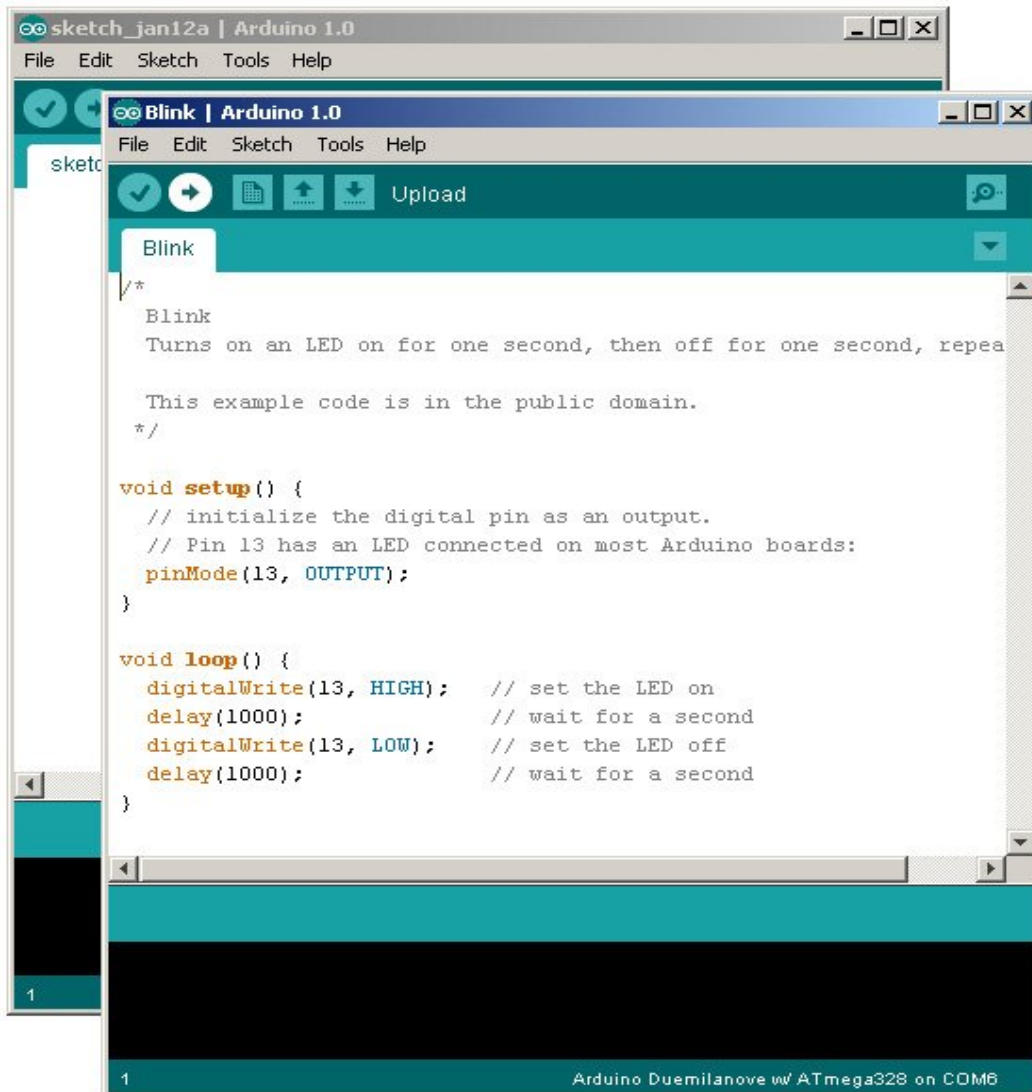 sketch_jan12a | Arduino 1.0
File Edit Sketch Tools Help
Blink | Arduino 1.0
File Edit Sketch Tools Help
Upload
Blink
/*
  Blink
  Turns on an LED on for one second, then off for one second, repea

  This example code is in the public domain.
 */

void setup() {
  // initialize the digital pin as an output.
  // Pin 13 has an LED connected on most Arduino boards:
  pinMode(13, OUTPUT);
}

void loop() {
  digitalWrite(13, HIGH);   // set the LED on
  delay(1000);              // wait for a second
  digitalWrite(13, LOW);    // set the LED off
  delay(1000);              // wait for a second
}
1
1 Arduino Duemilanove w/ ATmega328 on COM6